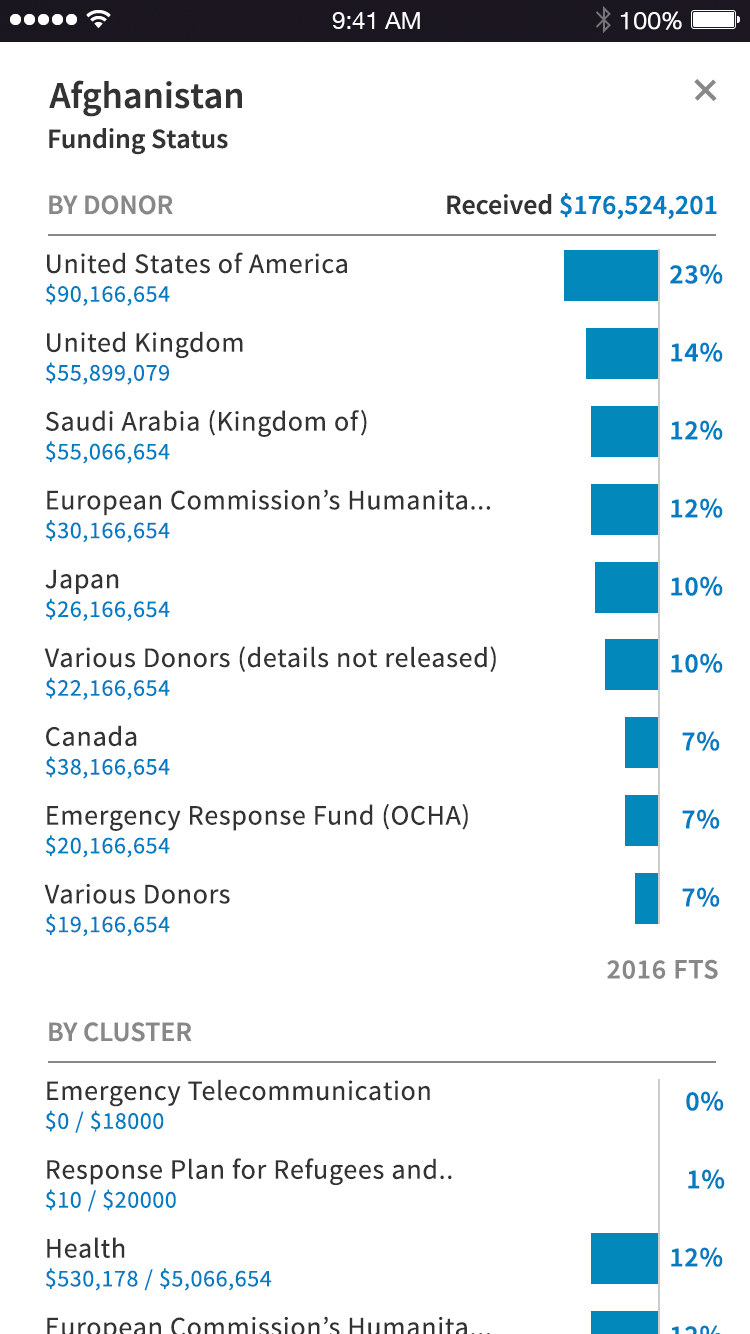 9:41 AM 100%
Afghanistan
Funding Status
BY DONOR Received $176,524,201
United States of America 23%
$90,166,654
United Kingdom 14%
$55,899,079
Saudi Arabia (Kingdom of) 12%
$55,066,654
European Commission’s Humanita... 12%
$30,166,654
Japan 10%
$26,166,654
Various Donors (details not released) 10%
$22,166,654
Canada 7%
$38,166,654
Emergency Response Fund (OCHA) 7%
$20,166,654
Various Donors 7%
$19,166,654
2016 FTS
BY CLUSTER
Emergency Telecommunication 0%
$0 / $18000
Response Plan for Refugees and.. 1%
$10 / $20000
Health 12%
$530,178 / $5,066,654
European Commission’s Humanita... 12%